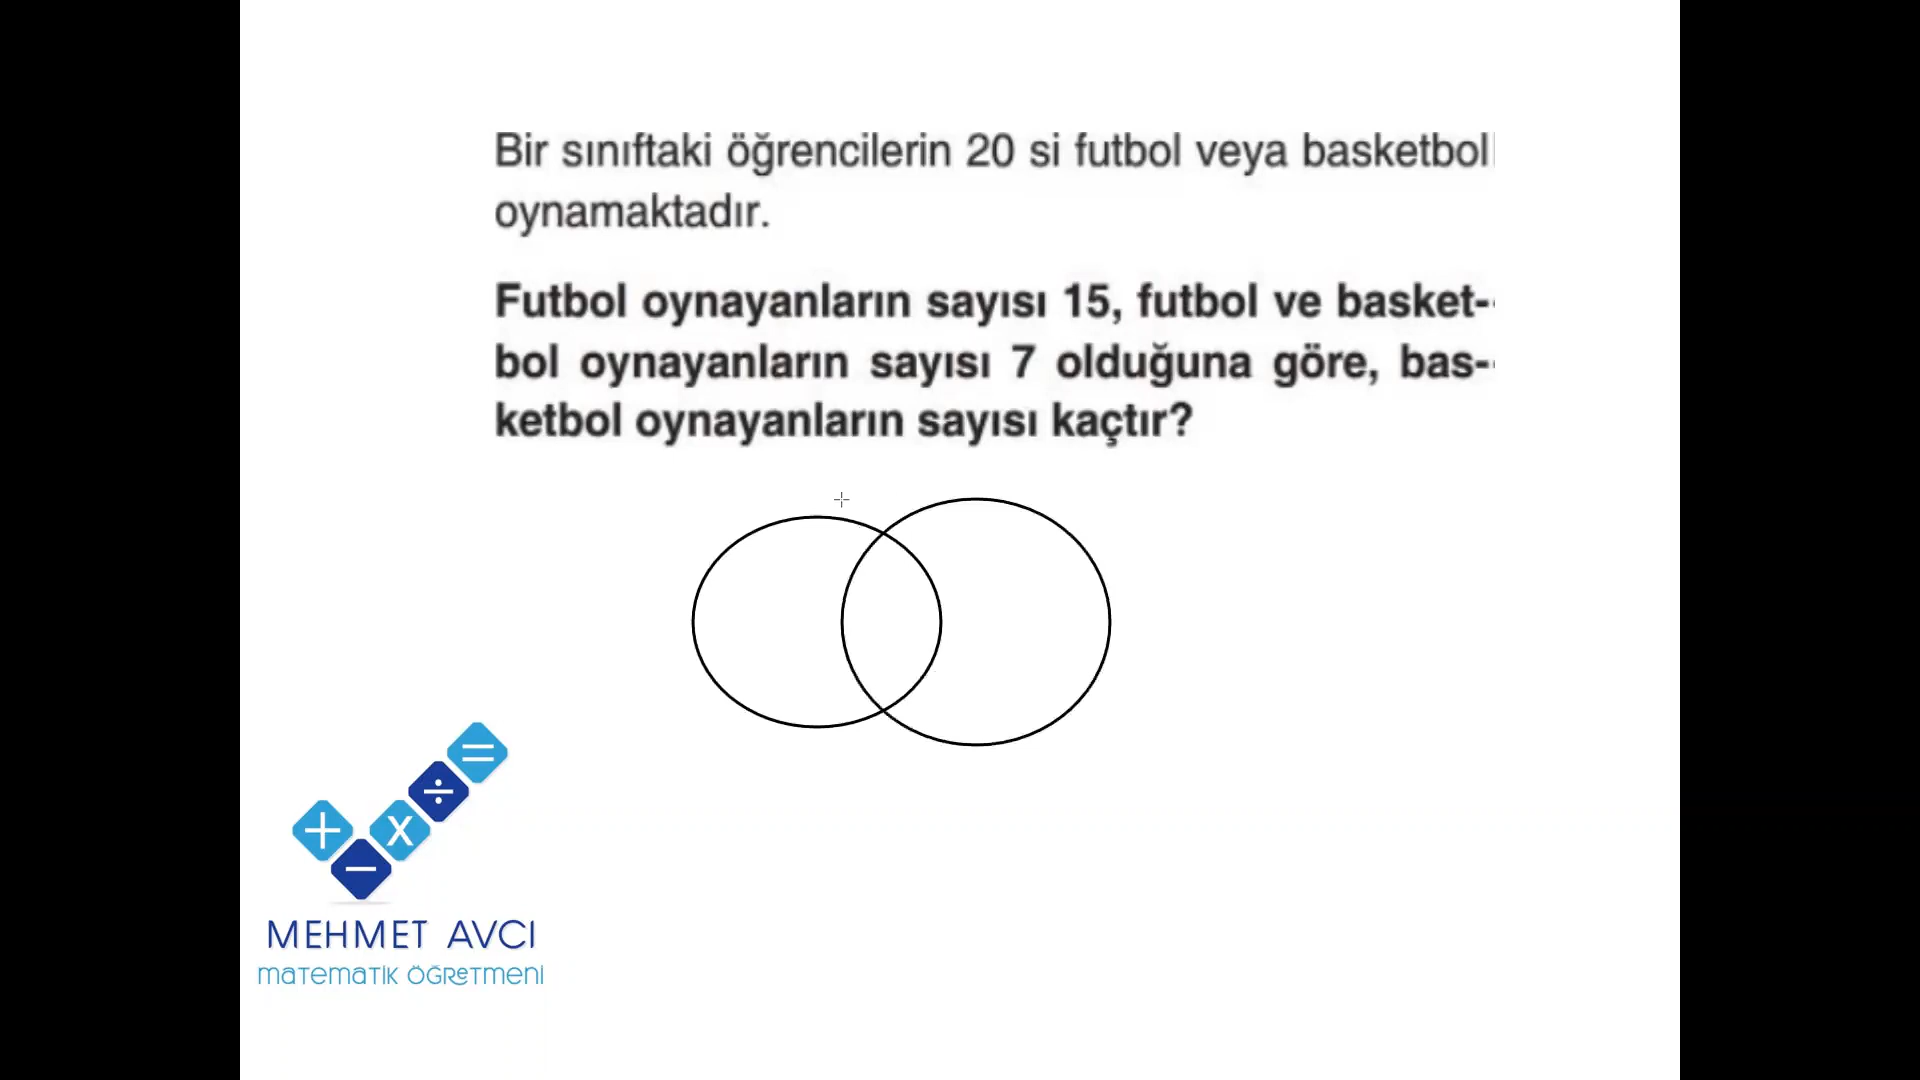 Bir sınıftaki öğrencilerin 20 si futbol veya basketbol
oynamaktadır.
Futbol oynayanların sayısı 15, futbol ve basket-
bol oynayanların sayısı 7 olduğuna göre, bas-
ketbol oynayanların sayısı kaçtır?
+
-
x
÷
=
MEHMET AVCI
matematik öğretmeni